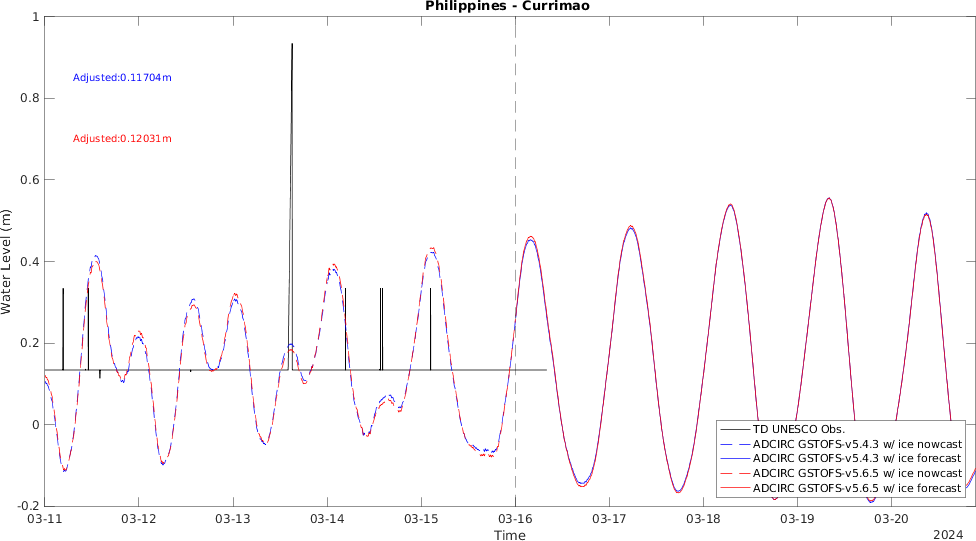 Philippines - Currimao
1
0.8
0.6
0.4
0.2
0
-0.2
Water Level (m)
Adjusted:0.11704m
Adjusted:0.12031m
TD UNESCO Obs.
ADCIRC GSTOFS-v5.4.3 w/ ice nowcast
ADCIRC GSTOFS-v5.4.3 w/ ice forecast
ADCIRC GSTOFS-v5.6.5 w/ ice nowcast
ADCIRC GSTOFS-v5.6.5 w/ ice forecast
03-11 03-12 03-13 03-14 03-15 03-16 03-17 03-18 03-19 03-20
Time
2024